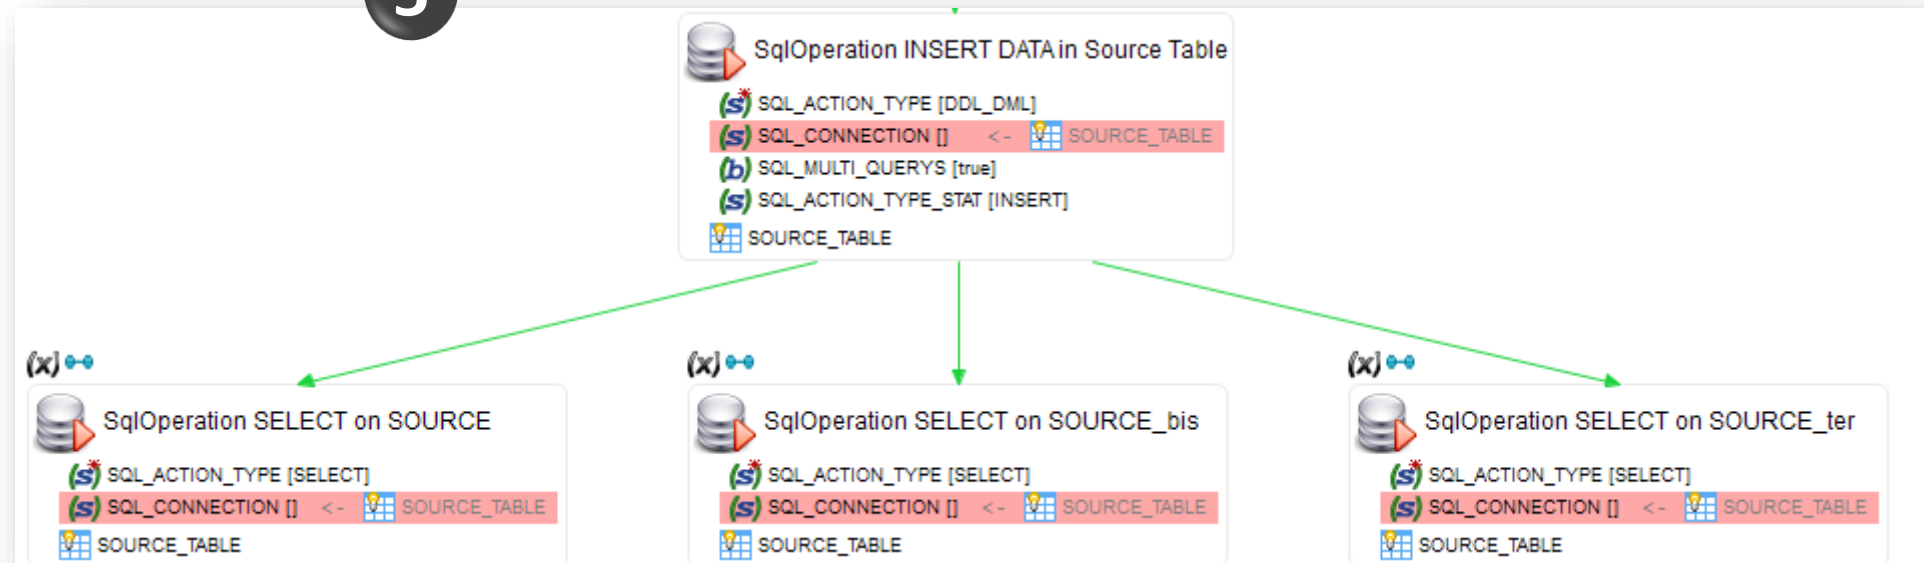 SqlOperation INSERT DATA in Source Table
(s) SQL_ACTION_TYPE [DDL_DML]
(s) SQL_CONNECTION [] <- SOURCE_TABLE
(b) SQL_MULTI_QUERYS [true]
(s) SQL_ACTION_TYPE_STAT [INSERT]
SOURCE_TABLE
(x)
SqlOperation SELECT on SOURCE
(s) SQL_ACTION_TYPE [SELECT]
(s) SQL_CONNECTION [] <- SOURCE_TABLE
SOURCE_TABLE
(x)
SqlOperation SELECT on SOURCE_bis
(s) SQL_ACTION_TYPE [SELECT]
(s) SQL_CONNECTION [] <- SOURCE_TABLE
SOURCE_TABLE
(x)
SqlOperation SELECT on SOURCE_ter
(s) SQL_ACTION_TYPE [SELECT]
(s) SQL_CONNECTION [] <- SOURCE_TABLE
SOURCE_TABLE